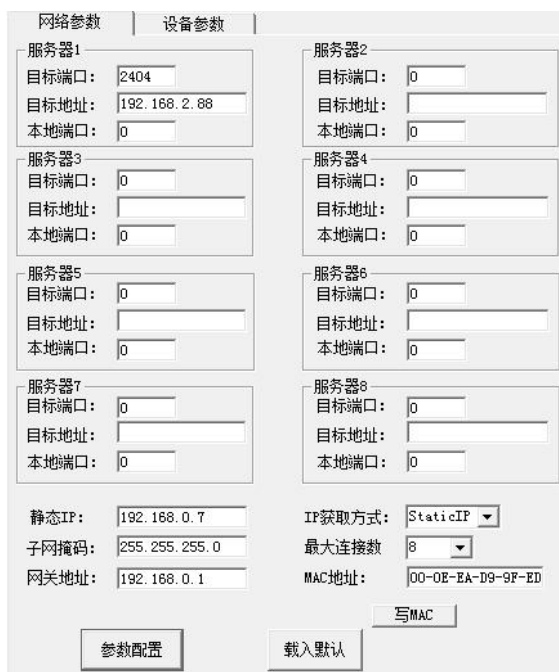 网络参数 设备参数
服务器1
目标端口: 2404
目标地址: 192.168.2.88
本地端口: 0
服务器2
目标端口: 0
目标地址:
本地端口: 0
服务器3
目标端口: 0
目标地址:
本地端口: 0
服务器4
目标端口: 0
目标地址:
本地端口: 0
服务器5
目标端口: 0
目标地址:
本地端口: 0
服务器6
目标端口: 0
目标地址:
本地端口: 0
服务器7
目标端口: 0
目标地址:
本地端口: 0
服务器8
目标端口: 0
目标地址:
本地端口: 0
静态IP: 192.168.0.7
子网掩码: 255.255.255.0
网关地址: 192.168.0.1
IP获取方式: StaticIP
最大连接数 8
MAC地址: 00-0E-EA-D9-9F-ED
写MAC
参数配置 载入默认